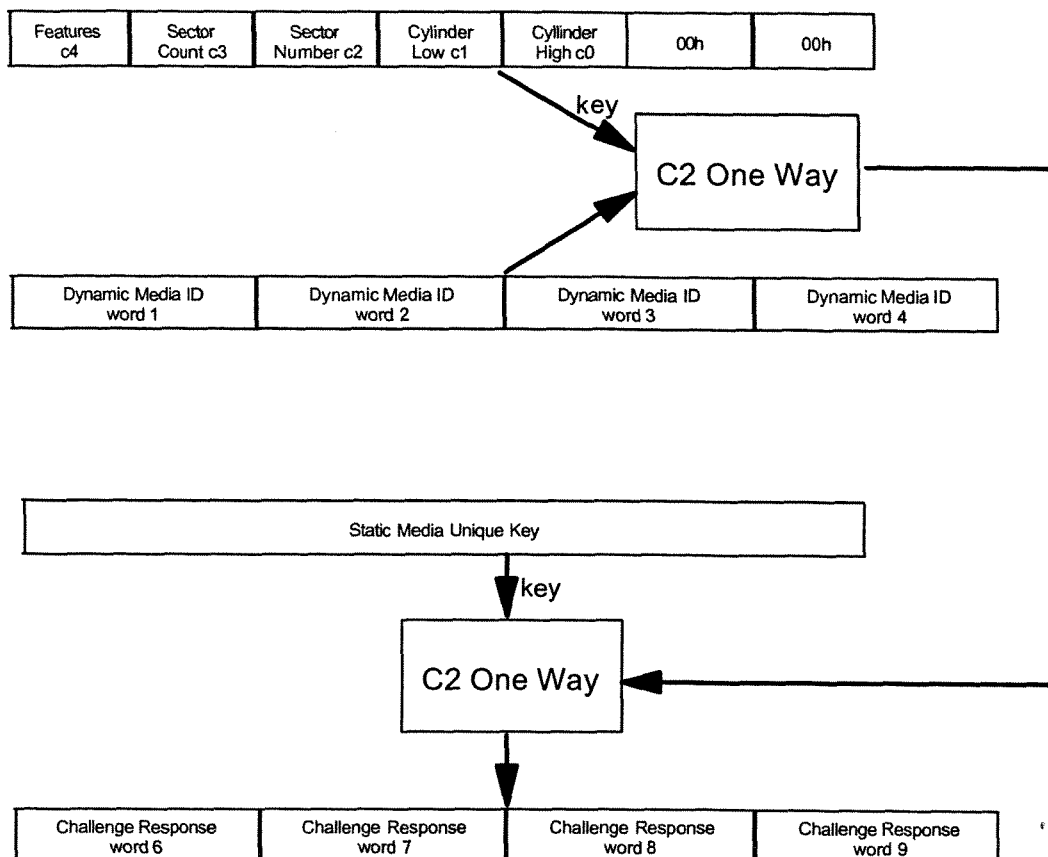 Features c4
Sector Count c3
Sector Number c2
Cylinder Low c1
Cyllinder High c0
00h
00h
key
C2 One Way
Dynamic Media ID word 1
Dynamic Media ID word 2
Dynamic Media ID word 3
Dynamic Media ID word 4
Static Media Unique Key
key
C2 One Way
Challenge Response word 6
Challenge Response word 7
Challenge Response word 8
Challenge Response word 9